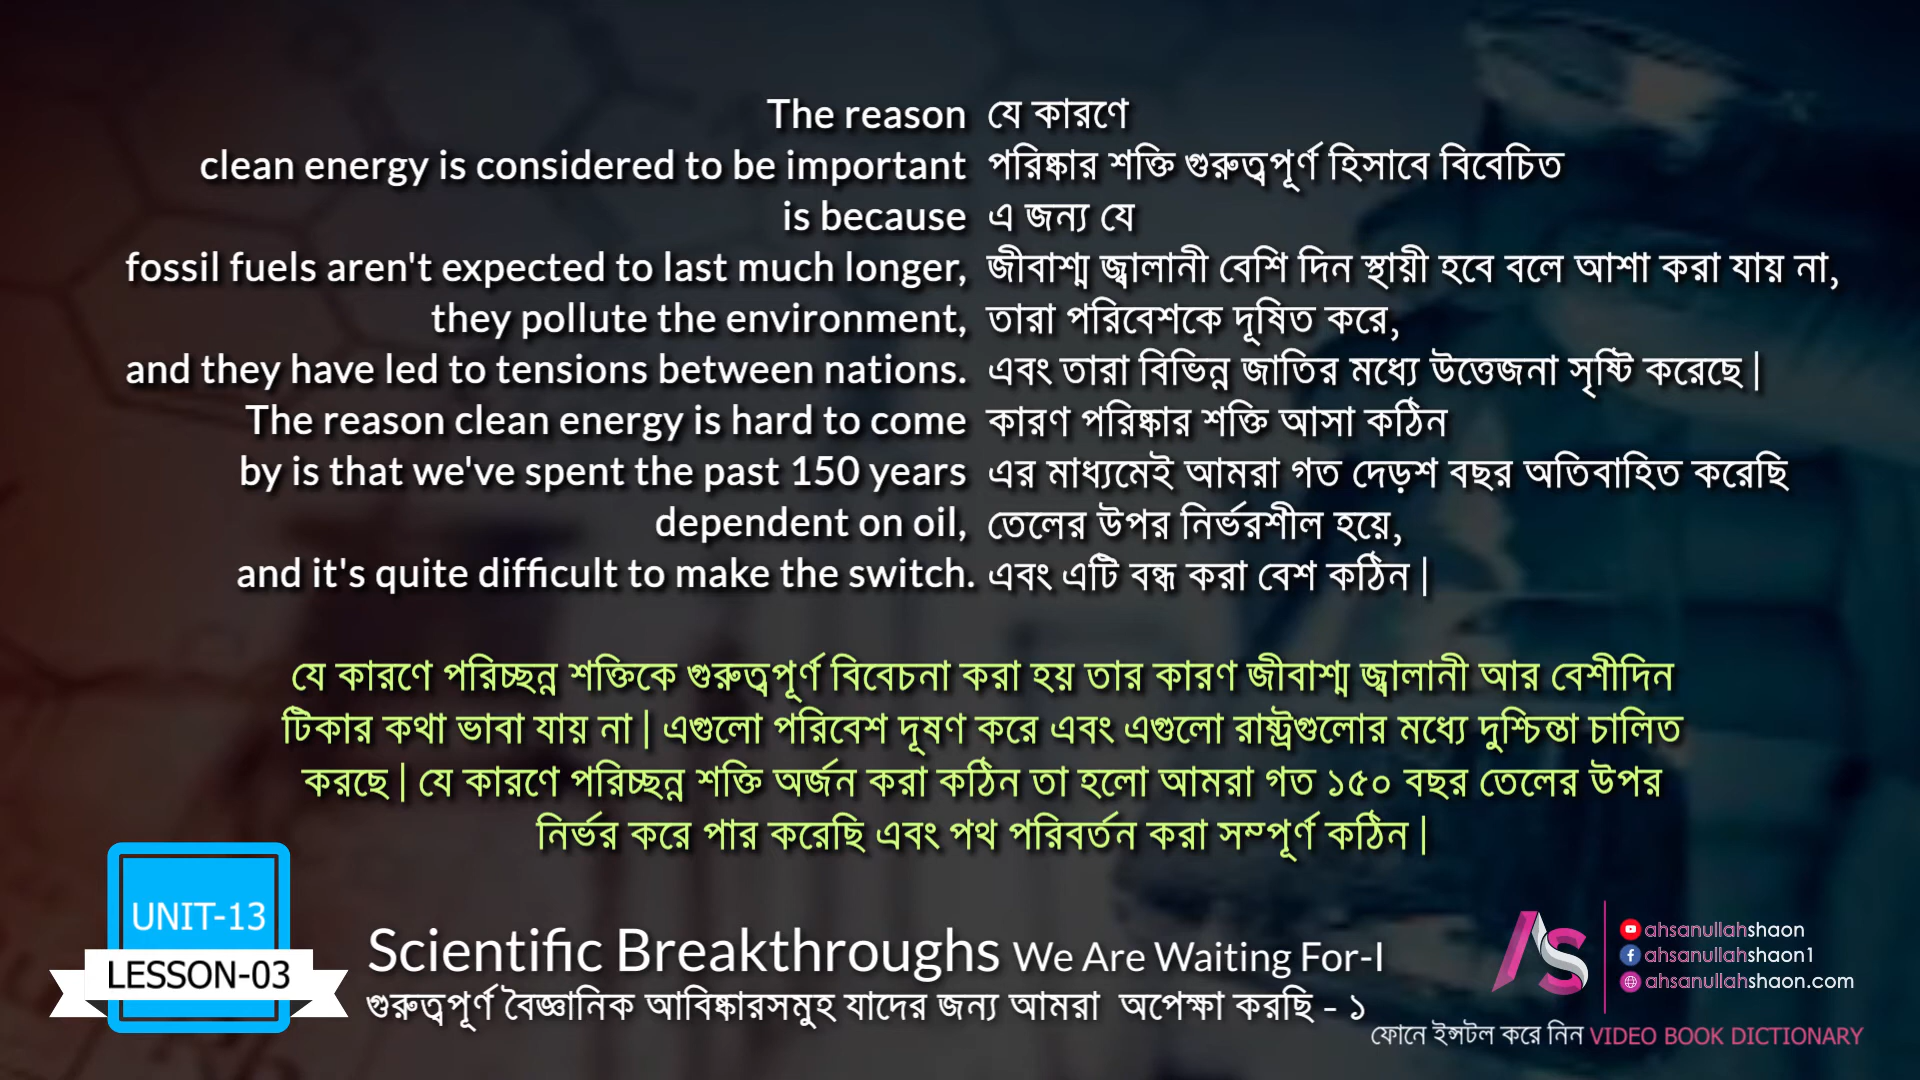 The reason যে কারণে
clean energy is considered to be important পরিষ্কার শক্তি গুরুত্বপূর্ণ হিসাবে বিবেচিত
is because এ জন্য যে
fossil fuels aren't expected to last much longer, জীবাশ্ম জ্বালানী বেশি দিন স্থায়ী হবে বলে আশা করা যায় না,
they pollute the environment, তারা পরিবেশকে দূষিত করে,
and they have led to tensions between nations. এবং তারা বিভিন্ন জাতির মধ্যে উত্তেজনা সৃষ্টি করেছে|
The reason clean energy is hard to come কারণ পরিষ্কার শক্তি আসা কঠিন
by is that we've spent the past 150 years এর মাধ্যমেই আমরা গত দেড়শ বছর অতিবাহিত করেছি
dependent on oil, তেলের উপর নির্ভরশীল হয়ে,
and it's quite difficult to make the switch. এবং এটি বন্ধ করা বেশ কঠিন|
যে কারণে পরিচ্ছন্ন শক্তিকে গুরুত্বপূর্ণ বিবেচনা করা হয় তার কারণ জীবাশ্ম জ্বালানী আর বেশীদিন
টিকার কথা ভাবা যায় না| এগুলো পরিবেশ দূষণ করে এবং এগুলো রাষ্ট্রগুলোর মধ্যে দুশ্চিন্তা চালিত
করছে| যে কারণে পরিচ্ছন্ন শক্তি অর্জন করা কঠিন তা হলো আমরা গত ১৫০ বছর তেলের উপর
নির্ভর করে পার করেছি এবং পথ পরিবর্তন করা সম্পূর্ণ কঠিন|
UNIT-13
LESSON-03
Scientific Breakthroughs We Are Waiting For-I
গুরুত্বপূর্ণ বৈজ্ঞানিক আবিষ্কারসমুহ যাদের জন্য আমরা অপেক্ষা করছি - ১
AS
ahsanullahshaon
ahsanullahshaon1
ahsanullahshaon.com
ফোনে ইন্সটল করে নিন VIDEO BOOK DICTIONARY